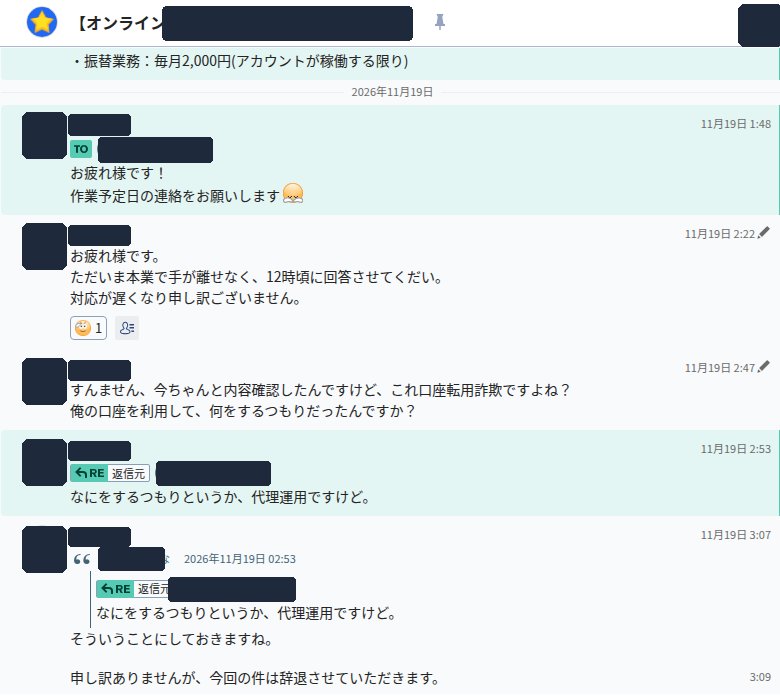 【オンライン
・振替業務：毎月2,000円(アカウントが稼働する限り)
2026年11月19日
11月19日 1:48
TO
お疲れ様です！
作業予定日の連絡をお願いします
11月19日 2:22
お疲れ様です。
ただいま本業で手が離せなく、12時頃に回答させてくだい。
対応が遅くなり申し訳ございません。
1
11月19日 2:47
すんません、今ちゃんと内容確認したんですけど、これ口座転用詐欺ですよね？
俺の口座を利用して、何をするつもりだったんですか？
11月19日 2:53
RE 返信元
なにをするつもりというか、代理運用ですけど。
11月19日 3:07
2026年11月19日 02:53
RE 返信元
なにをするつもりというか、代理運用ですけど。
そういうことにしておきますね。
申し訳ありませんが、今回の件は辞退させていただきます。
3:09